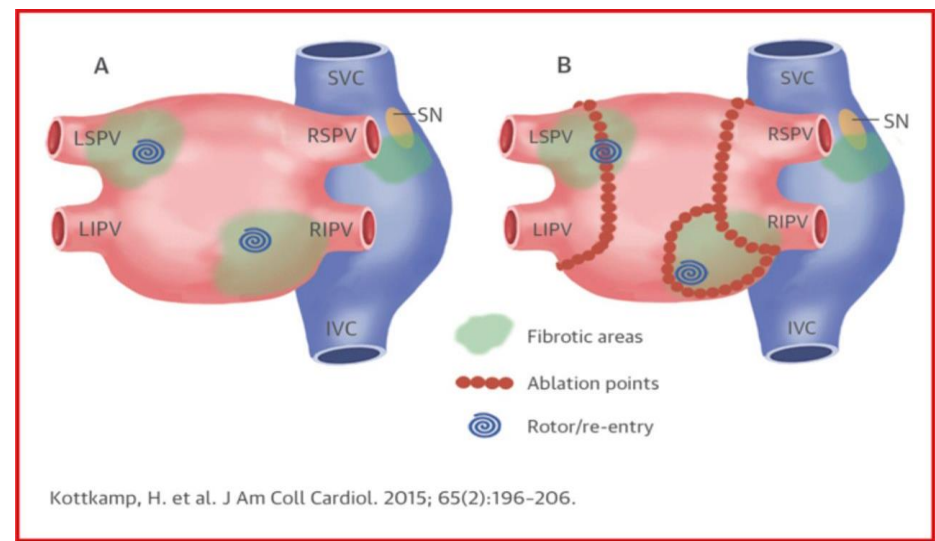 A
SVC
SN
LSPV
RSPV
LIPV
RIPV
IVC
B
SVC
SN
LSPV
RSPV
LIPV
RIPV
IVC
Fibrotic areas
Ablation points
Rotor/re-entry
Kottkamp, H. et al. J Am Coll Cardiol. 2015; 65(2):196-206.